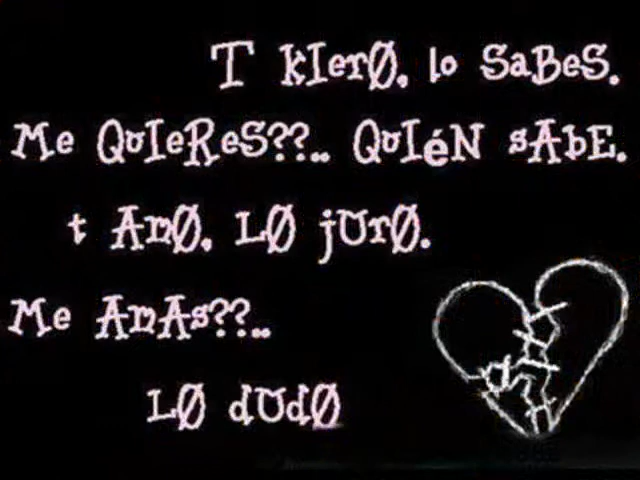 T kIerØ. lo SaBeS.
Me QuIeReS??.. QuIéN sAbE.
t AmØ. LØ jUrØ.
Me AmAs??..
LØ dUdØ